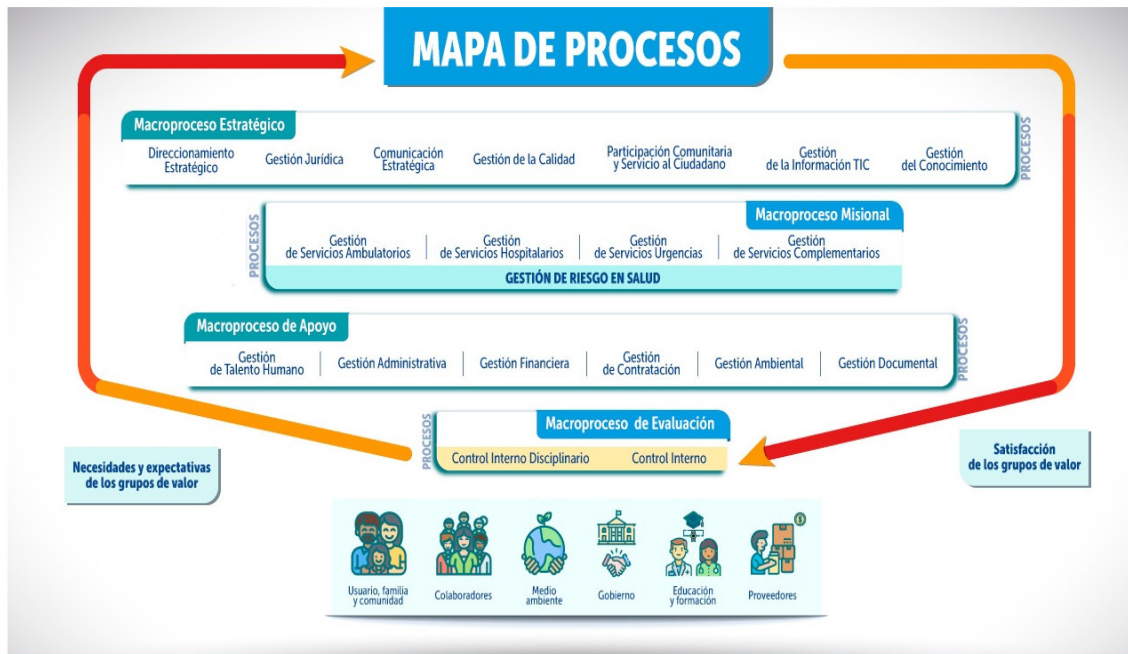 MAPA DE PROCESOS
Macroproceso Estratégico
Direccionamiento
Estratégico
Gestión Jurídica
Comunicación
Estratégica
Gestión de la Calidad
Participación Comunitaria
y Servicio al Ciudadano
Gestión
de la Información TIC
Gestión
del Conocimiento
PROCESOS
PROCESOS
Macroproceso Misional
Gestión
de Servicios Ambulatorios
Gestión
de Servicios Hospitalarios
Gestión
de Servicios Urgencias
Gestión
de Servicios Complementarios
GESTIÓN DE RIESGO EN SALUD
Macroproceso de Apoyo
Gestión
de Talento Humano
Gestión Administrativa
Gestión Financiera
Gestión
de Contratación
Gestión Ambiental
Gestión Documental
PROCESOS
PROCESOS
Macroproceso de Evaluación
Control Interno Disciplinario
Control Interno
Necesidades y expectativas
de los grupos de valor
Satisfacción
de los grupos de valor
Usuario, familia
y comunidad
Colaboradores
Medio
ambiente
Gobierno
Educación
y formación
$
Proveedores